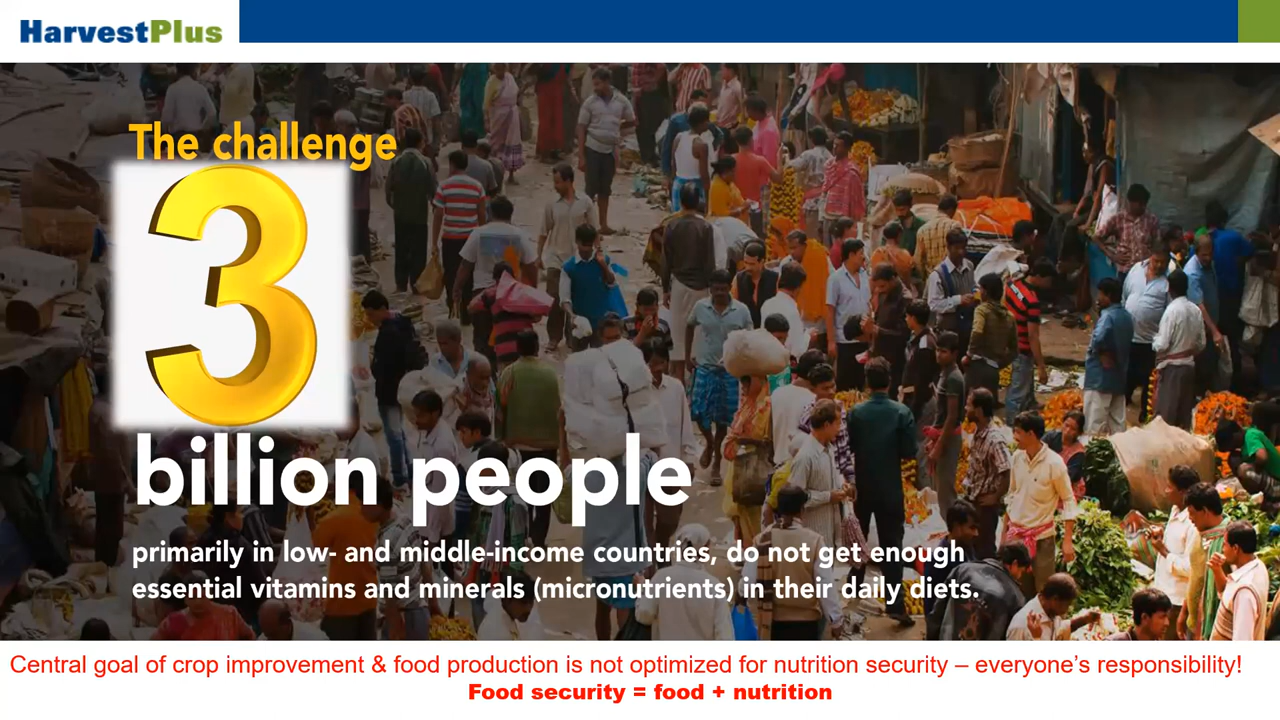 HarvestPlus
The challenge
3
billion people
primarily in low- and middle-income countries, do not get enough
essential vitamins and minerals (micronutrients) in their daily diets.
Central goal of crop improvement & food production is not optimized for nutrition security – everyone’s responsibility!
Food security = food + nutrition